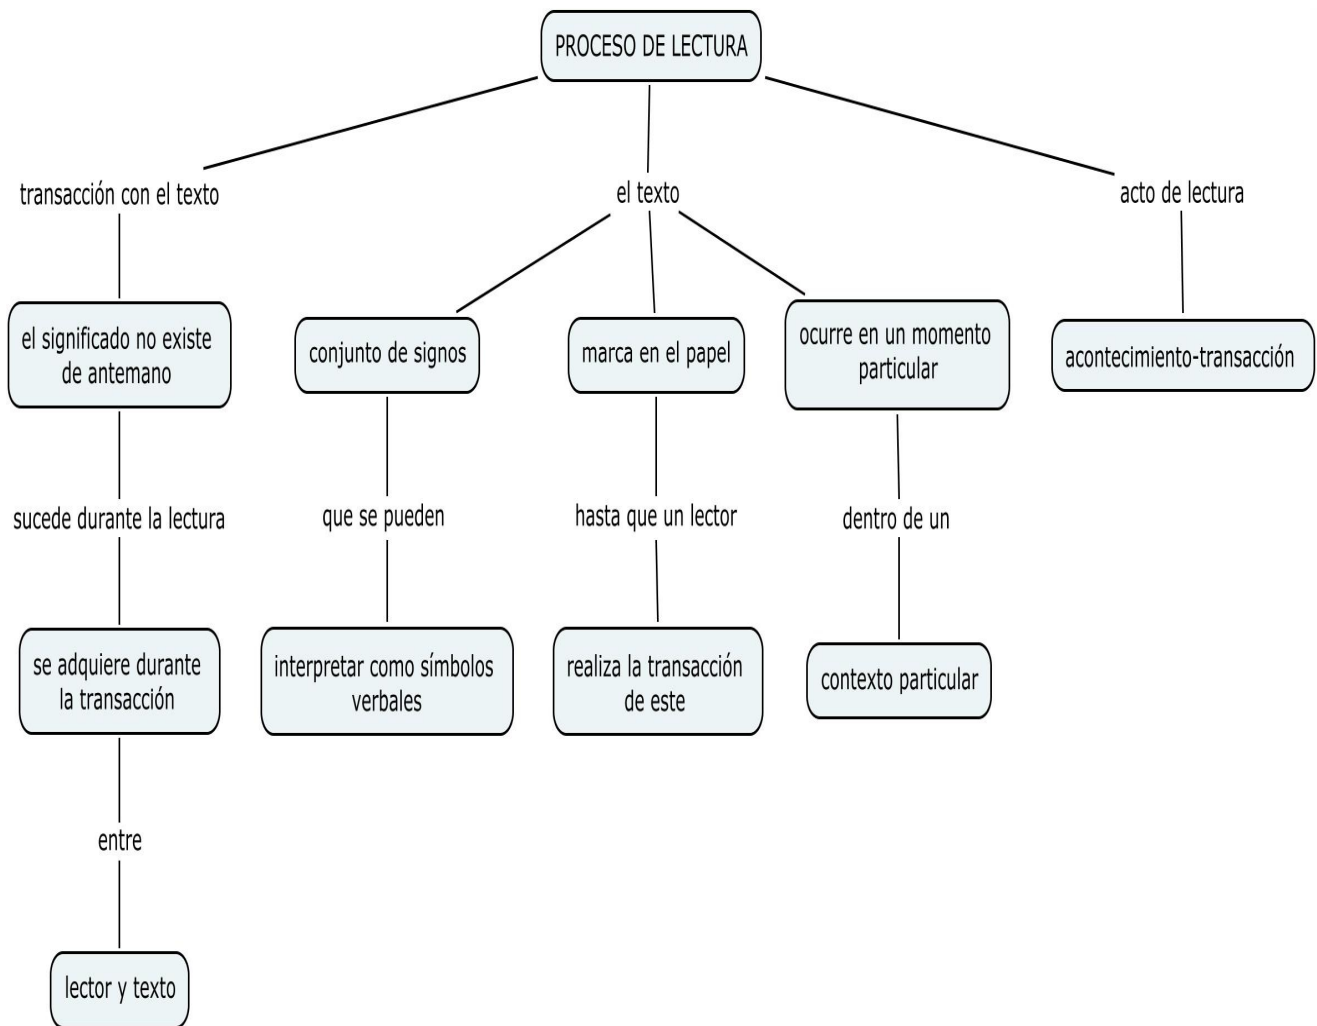 PROCESO DE LECTURA
transacción con el texto
el texto
acto de lectura
el significado no existe
de antemano
conjunto de signos
marca en el papel
ocurre en un momento
particular
acontecimiento-transacción
sucede durante la lectura
que se pueden
hasta que un lector
dentro de un
se adquiere durante
la transacción
interpretar como símbolos
verbales
realiza la transacción
de este
contexto particular
entre
lector y texto